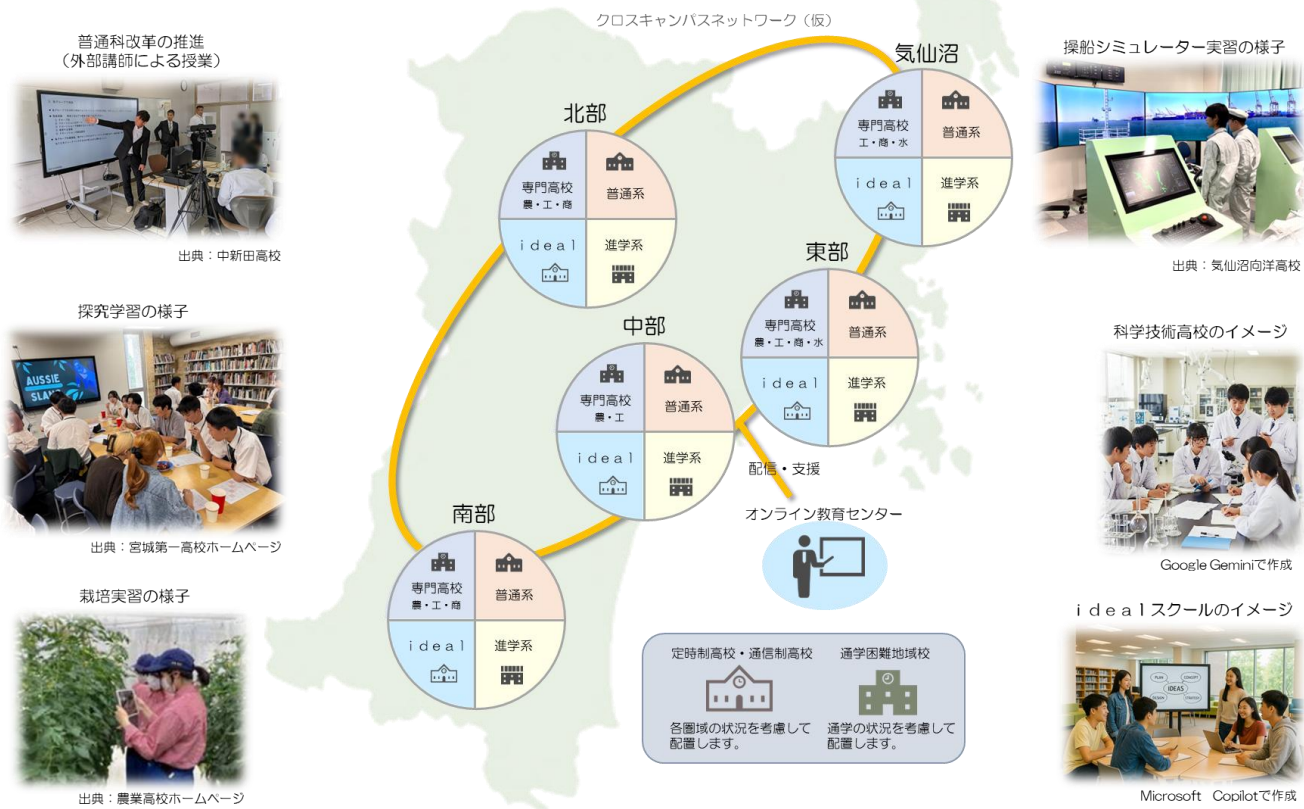 クロスキャンパスネットワーク（仮）
普通科改革の推進
（外部講師による授業）
出典：中新田高校
探究学習の様子
AUSSIE
SLANG
出典：宮城第一高校ホームページ
栽培実習の様子
出典：農業高校ホームページ
気仙沼
専門高校
工・商・水
普通系
ｉｄｅａｌ
進学系
北部
専門高校
農・工・商
普通系
ｉｄｅａｌ
進学系
東部
専門高校
農・工・商・水
普通系
ｉｄｅａｌ
進学系
中部
専門高校
農・工
普通系
ｉｄｅａｌ
進学系
南部
専門高校
農・工・商
普通系
ｉｄｅａｌ
進学系
配信・支援
オンライン教育センター
定時制高校・通信制高校
各圏域の状況を考慮して
配置します。
通学困難地域校
通学の状況を考慮して
配置します。
操船シミュレーター実習の様子
出典：気仙沼向洋高校
科学技術高校のイメージ
Google Geminiで作成
ｉｄｅａｌスクールのイメージ
PLAN
CONCEPT
IDEAS
Microsoft　Copilotで作成